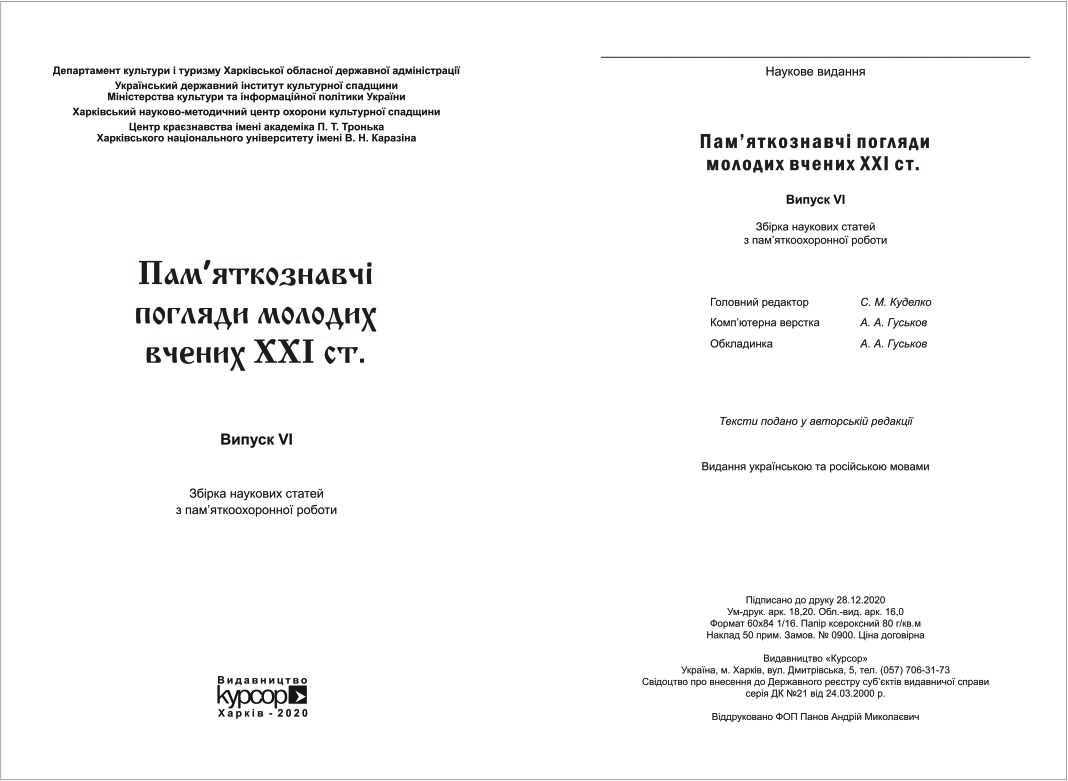 Департамент культури і туризму Харківської обласної державної адміністрації
Український державний інститут культурної спадщини
Міністерства культури та інформаційної політики України
Харківський науково-методичний центр охорони культурної спадщини
Центр краєзнавства імені академіка П. Т. Тронька
Харківського національного університету імені В. Н. Каразіна
Пам'яткознавчі
погляди молодих
вчених ХХІ ст.
Випуск VI
Збірка наукових статей
з пам'яткоохоронної роботи
Видавництво
курсор
Харків - 2020
Наукове видання
Пам'яткознавчі погляди
молодих вчених ХХІ ст.
Випуск VI
Збірка наукових статей
з пам'яткоохоронної роботи
Головний редактор С. М. Куделко
Комп'ютерна верстка А. А. Гуськов
Обкладинка А. А. Гуськов
Тексти подано у авторській редакції
Видання українською та російською мовами
Підписано до друку 28.12.2020
Ум-друк. арк. 18,20. Обл.-вид. арк. 16,0
Формат 60х84 1/16. Папір ксероксний 80 г/кв.м
Наклад 50 прим. Замов. № 0900. Ціна договірна
Видавництво «Курсор»
Україна, м. Харків, вул. Дмитрівська, 5, тел. (057) 706-31-73
Свідоцтво про внесення до Державного реєстру суб'єктів видавничої справи
серія ДК №21 від 24.03.2000 р.
Віддруковано ФОП Панов Андрій Миколаєвич